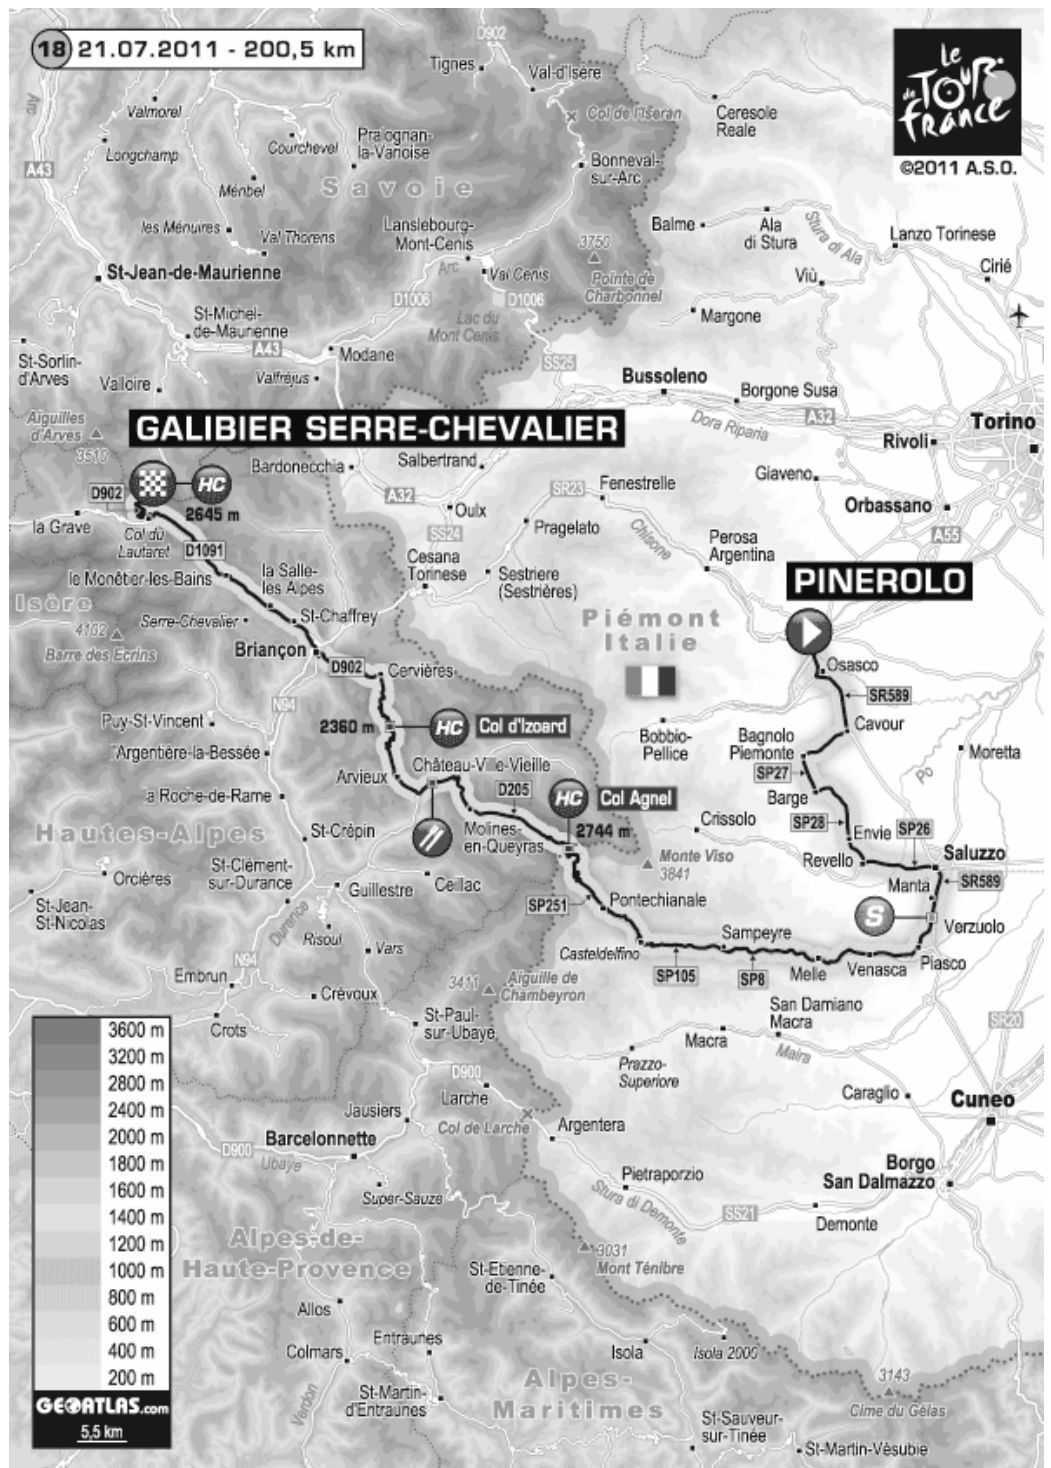 18 21.07.2011 - 200,5 km
Le
TOUR
de
france
©2011 A.S.O.
D902
Tignes
Val-d'Isère
Col de l'Iseran
Ceresole
Reale
Arc
Valmorel
Longchamp
Courchevel
Pralognan-
la-Vanoise
Bonneval-
sur-Arc
A43
Méribel
Savoie
les Ménuires
Val Thorens
Lanslebourg-
Mont-Cenis
Balme
Ala
di Stura
Stura di Ala
Lanzo Torinese
Cirié
3750
Pointe de
Charbonnel
Viù
St-Jean-de-Maurienne
Arc
Val Cenis
D1006
D1006
Lac du
Mont Cenis
Margone
St-Michel-
de-Maurienne
A43
Modane
St-Sorlin-
d'Arves
Valloire
Valfréjus
SS25
Bussoleno
Borgone Susa
A32
Dora Riparia
Torino
Rivoli
Aiguilles
d'Arves
3510
GALIBIER SERRE-CHEVALIER
Bardonecchia
Salbertrand
Giaveno
HC
2645 m
D902
A32
Oulx
SR23
Fenestrelle
Orbassano
A55
la Grave
Col du
Lautaret
D1091
SS24
Pragelato
Chisone
Perosa
Argentina
Cesana
Torinese
Sestriere
(Sestrières)
le Monêtier-les-Bains
la Salle-
les Alpes
PINEROLO
Isère
Serre-Chevalier
St-Chaffrey
Piémont
Italie
4102
Barre des Ecrins
Briançon
D902
Cervières
Osasco
SR589
N94
2360 m
HC
Col d'Izoard
Cavour
Puy-St-Vincent
Bobbio-
Pellice
Bagnolo
Piemonte
Moretta
l'Argentière-la-Bessée
Arvieux
Château-Ville-Vieille
SP27
Po
D205
HC
Col Agnel
Barge
la Roche-de-Rame
2744 m
Crissolo
SP28
Envie
SP26
Hautes-Alpes
St-Crépin
Molines-
en-Queyras
Monte Viso
3841
Revello
Saluzzo
St-Clément-
sur-Durance
Orcières
Guillestre
Ceillac
Manta
SR589
St-Jean-
St-Nicolas
SP251
Pontechianale
S
Verzuolo
Durance
Risoul
Vars
Sampeyre
Casteldelfino
Piasco
N94
SP105
SP8
Melle
Venasca
Embrun
Crévoux
3411
Aiguille de
Chambeyron
San Damiano
Macra
Crots
St-Paul-
sur-Ubaye
Macra
Maira
SR20
Prazzo-
Superiore
D900
Larche
Caraglio
Cuneo
Jausiers
Col de Larche
Argentera
Barcelonnette
D900
Ubaye
Pietraporzio
Borgo
San Dalmazzo
Super-Sauze
Stura di Demonte
SS21
Demonte
Alpes-de-
Haute-Provence
3031
Mont Ténibre
St-Etienne-
de-Tinée
Allos
Entraunes
Colmars
Isola
Isola 2000
Verdon
St-Martin-
d'Entraunes
Alpes-
Maritimes
3143
Cime du Gélas
St-Sauveur-
sur-Tinée
St-Martin-Vésubie
3600 m
3200 m
2800 m
2400 m
2000 m
1800 m
1600 m
1400 m
1200 m
1000 m
800 m
600 m
400 m
200 m
GEOATLAS.com
5,5 km